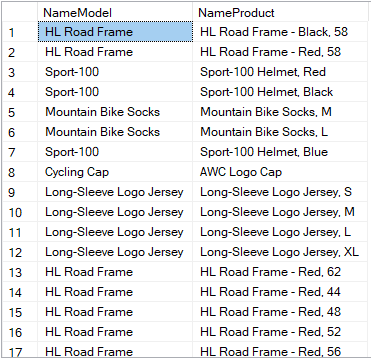 NameModel NameProduct
1 HL Road Frame HL Road Frame - Black, 58
2 HL Road Frame HL Road Frame - Red, 58
3 Sport-100 Sport-100 Helmet, Red
4 Sport-100 Sport-100 Helmet, Black
5 Mountain Bike Socks Mountain Bike Socks, M
6 Mountain Bike Socks Mountain Bike Socks, L
7 Sport-100 Sport-100 Helmet, Blue
8 Cycling Cap AWC Logo Cap
9 Long-Sleeve Logo Jersey Long-Sleeve Logo Jersey, S
10 Long-Sleeve Logo Jersey Long-Sleeve Logo Jersey, M
11 Long-Sleeve Logo Jersey Long-Sleeve Logo Jersey, L
12 Long-Sleeve Logo Jersey Long-Sleeve Logo Jersey, XL
13 HL Road Frame HL Road Frame - Red, 62
14 HL Road Frame HL Road Frame - Red, 44
15 HL Road Frame HL Road Frame - Red, 48
16 HL Road Frame HL Road Frame - Red, 52
17 HL Road Frame HL Road Frame - Red, 56